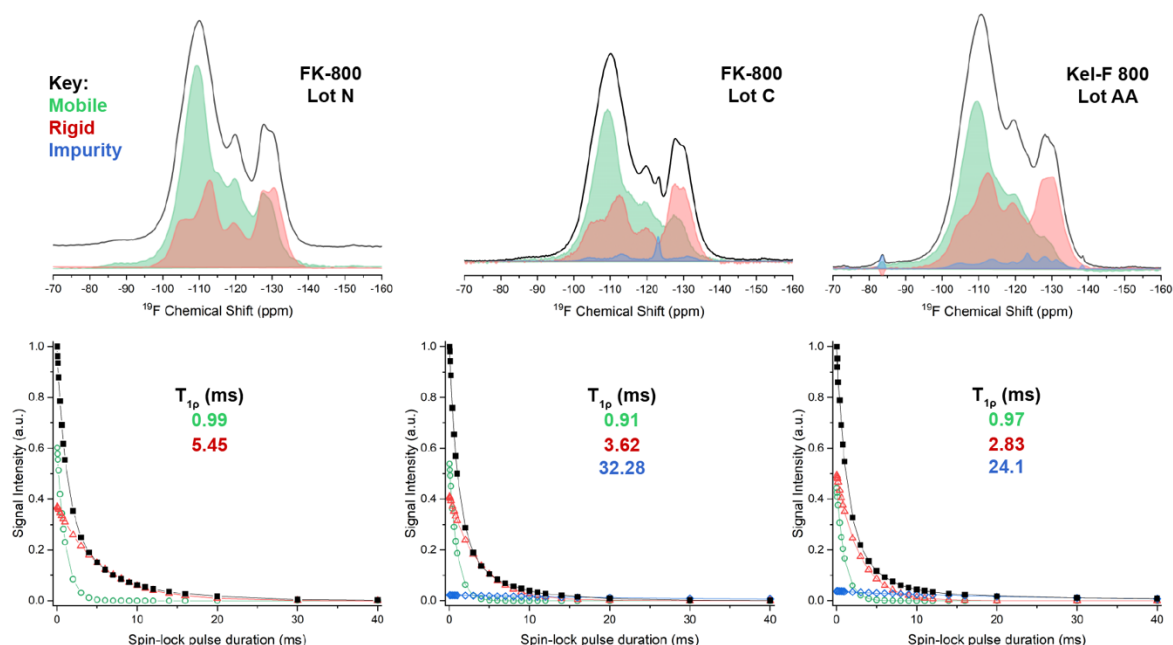 Key:
Mobile
Rigid
Impurity
FK-800
Lot N
-70 -80 -90 -100 -110 -120 -130 -140 -150 -160
19F Chemical Shift (ppm)
FK-800
Lot C
-70 -80 -90 -100 -110 -120 -130 -140 -150 -160
19F Chemical Shift (ppm)
Kel-F 800
Lot AA
-70 -80 -90 -100 -110 -120 -130 -140 -150 -160
19F Chemical Shift (ppm)
Signal Intensity (a.u.)
1.0
0.8
0.6
0.4
0.2
0.0
T1ρ (ms)
0.99
5.45
0 10 20 30 40
Spin-lock pulse duration (ms)
Signal Intensity (a.u.)
1.0
0.8
0.6
0.4
0.2
0.0
T1ρ (ms)
0.91
3.62
32.28
0 10 20 30 40
Spin-lock pulse duration (ms)
Signal Intensity (a.u.)
1.0
0.8
0.6
0.4
0.2
0.0
T1ρ (ms)
0.97
2.83
24.1
0 10 20 30 40
Spin-lock pulse duration (ms)